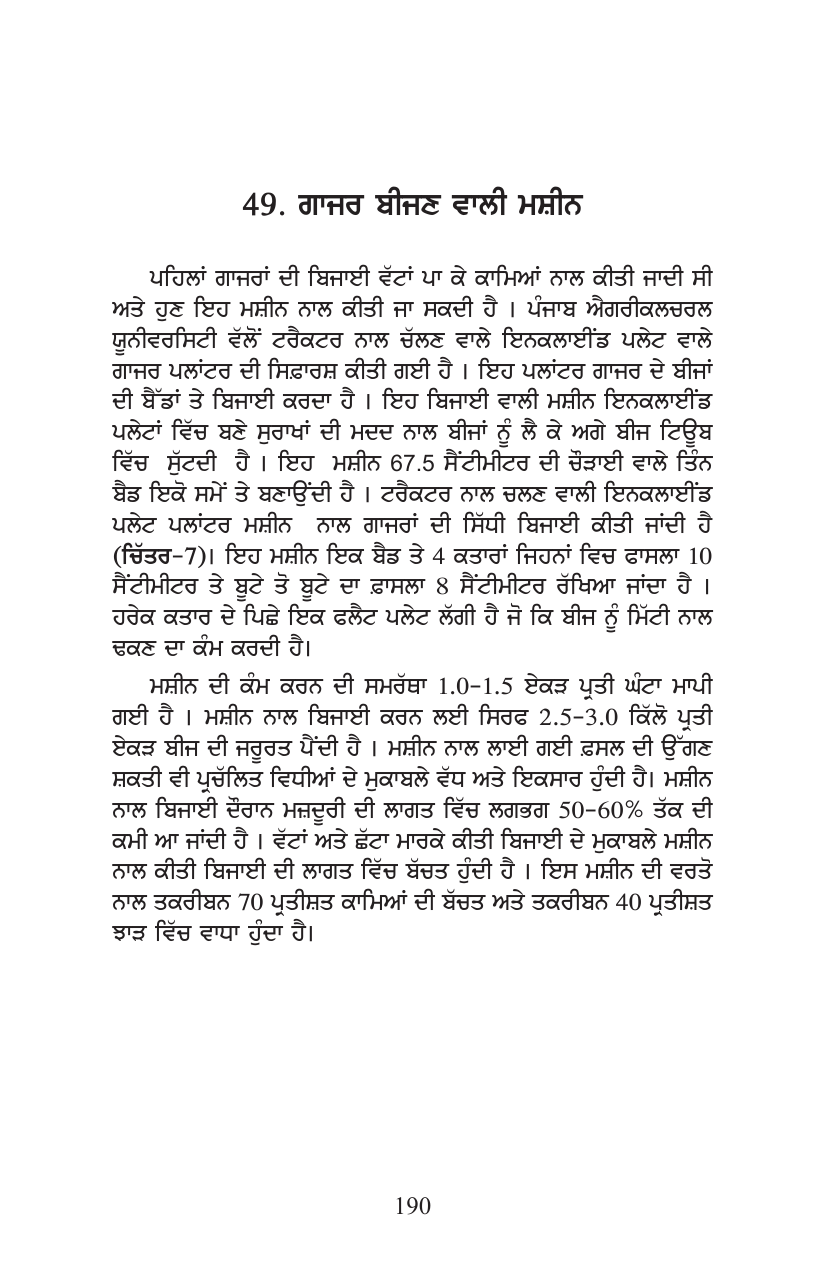 49. ਗਾਜਰ ਬੀਜਣ ਵਾਲੀ ਮਸ਼ੀਨ
ਪਹਿਲਾਂ ਗਾਜਰਾਂ ਦੀ ਬਿਜਾਈ ਵੱਟਾਂ ਪਾ ਕੇ ਕਾਮਿਆਂ ਨਾਲ ਕੀਤੀ ਜਾਦੀ ਸੀ
ਅਤੇ ਹੁਣ ਇਹ ਮਸ਼ੀਨ ਨਾਲ ਕੀਤੀ ਜਾ ਸਕਦੀ ਹੈ । ਪੰਜਾਬ ਐਗਰੀਕਲਚਰਲ
ਯੂਨੀਵਰਸਿਟੀ ਵੱਲੋਂ ਟਰੈਕਟਰ ਨਾਲ ਚੱਲਣ ਵਾਲੇ ਇਨਕਲਾਈਂਡ ਪਲੇਟ ਵਾਲੇ
ਗਾਜਰ ਪਲਾਂਟਰ ਦੀ ਸਿਫ਼ਾਰਸ਼ ਕੀਤੀ ਗਈ ਹੈ । ਇਹ ਪਲਾਂਟਰ ਗਾਜਰ ਦੇ ਬੀਜਾਂ
ਦੀ ਬੈੱਡਾਂ ਤੇ ਬਿਜਾਈ ਕਰਦਾ ਹੈ । ਇਹ ਬਿਜਾਈ ਵਾਲੀ ਮਸ਼ੀਨ ਇਨਕਲਾਈਂਡ
ਪਲੇਟਾਂ ਵਿੱਚ ਬਣੇ ਸੁਰਾਖਾਂ ਦੀ ਮਦਦ ਨਾਲ ਬੀਜਾਂ ਨੂੰ ਲੈ ਕੇ ਅਗੇ ਬੀਜ ਟਿਊਬ
ਵਿੱਚ ਸੁੱਟਦੀ ਹੈ । ਇਹ ਮਸ਼ੀਨ 67.5 ਸੈਂਟੀਮੀਟਰ ਦੀ ਚੌੜਾਈ ਵਾਲੇ ਤਿੰਨ
ਬੈਡ ਇਕੋ ਸਮੇਂ ਤੇ ਬਣਾਉਂਦੀ ਹੈ । ਟਰੈਕਟਰ ਨਾਲ ਚਲਣ ਵਾਲੀ ਇਨਕਲਾਈਂਡ
ਪਲੇਟ ਪਲਾਂਟਰ ਮਸ਼ੀਨ ਨਾਲ ਗਾਜਰਾਂ ਦੀ ਸਿੱਧੀ ਬਿਜਾਈ ਕੀਤੀ ਜਾਂਦੀ ਹੈ
(ਚਿੱਤਰ-7)। ਇਹ ਮਸ਼ੀਨ ਇਕ ਬੈਡ ਤੇ 4 ਕਤਾਰਾਂ ਜਿਹਨਾਂ ਵਿਚ ਫਾਸਲਾ 10
ਸੈਂਟੀਮੀਟਰ ਤੇ ਬੂਟੇ ਤੋ ਬੂਟੇ ਦਾ ਫ਼ਾਸਲਾ 8 ਸੈਂਟੀਮੀਟਰ ਰੱਖਿਆ ਜਾਂਦਾ ਹੈ ।
ਹਰੇਕ ਕਤਾਰ ਦੇ ਪਿਛੇ ਇਕ ਫਲੈਟ ਪਲੇਟ ਲੱਗੀ ਹੈ ਜੋ ਕਿ ਬੀਜ ਨੂੰ ਮਿੱਟੀ ਨਾਲ
ਢਕਣ ਦਾ ਕੰਮ ਕਰਦੀ ਹੈ।
ਮਸ਼ੀਨ ਦੀ ਕੰਮ ਕਰਨ ਦੀ ਸਮਰੱਥਾ 1.0-1.5 ਏਕੜ ਪ੍ਰਤੀ ਘੰਟਾ ਮਾਪੀ
ਗਈ ਹੈ । ਮਸ਼ੀਨ ਨਾਲ ਬਿਜਾਈ ਕਰਨ ਲਈ ਸਿਰਫ 2.5-3.0 ਕਿੱਲੋ ਪ੍ਰਤੀ
ਏਕੜ ਬੀਜ ਦੀ ਜਰੂਰਤ ਪੈਂਦੀ ਹੈ । ਮਸ਼ੀਨ ਨਾਲ ਲਾਈ ਗਈ ਫ਼ਸਲ ਦੀ ਉੱਗਣ
ਸ਼ਕਤੀ ਵੀ ਪ੍ਰਚੱਲਿਤ ਵਿਧੀਆਂ ਦੇ ਮੁਕਾਬਲੇ ਵੱਧ ਅਤੇ ਇਕਸਾਰ ਹੁੰਦੀ ਹੈ। ਮਸ਼ੀਨ
ਨਾਲ ਬਿਜਾਈ ਦੌਰਾਨ ਮਜ਼ਦੂਰੀ ਦੀ ਲਾਗਤ ਵਿੱਚ ਲਗਭਗ 50-60% ਤੱਕ ਦੀ
ਕਮੀ ਆ ਜਾਂਦੀ ਹੈ । ਵੱਟਾਂ ਅਤੇ ਛੱਟਾ ਮਾਰਕੇ ਕੀਤੀ ਬਿਜਾਈ ਦੇ ਮੁਕਾਬਲੇ ਮਸ਼ੀਨ
ਨਾਲ ਕੀਤੀ ਬਿਜਾਈ ਦੀ ਲਾਗਤ ਵਿੱਚ ਬੱਚਤ ਹੁੰਦੀ ਹੈ । ਇਸ ਮਸ਼ੀਨ ਦੀ ਵਰਤੋ
ਨਾਲ ਤਕਰੀਬਨ 70 ਪ੍ਰਤੀਸ਼ਤ ਕਾਮਿਆਂ ਦੀ ਬੱਚਤ ਅਤੇ ਤਕਰੀਬਨ 40 ਪ੍ਰਤੀਸ਼ਤ
ਝਾੜ ਵਿੱਚ ਵਾਧਾ ਹੁੰਦਾ ਹੈ।
190